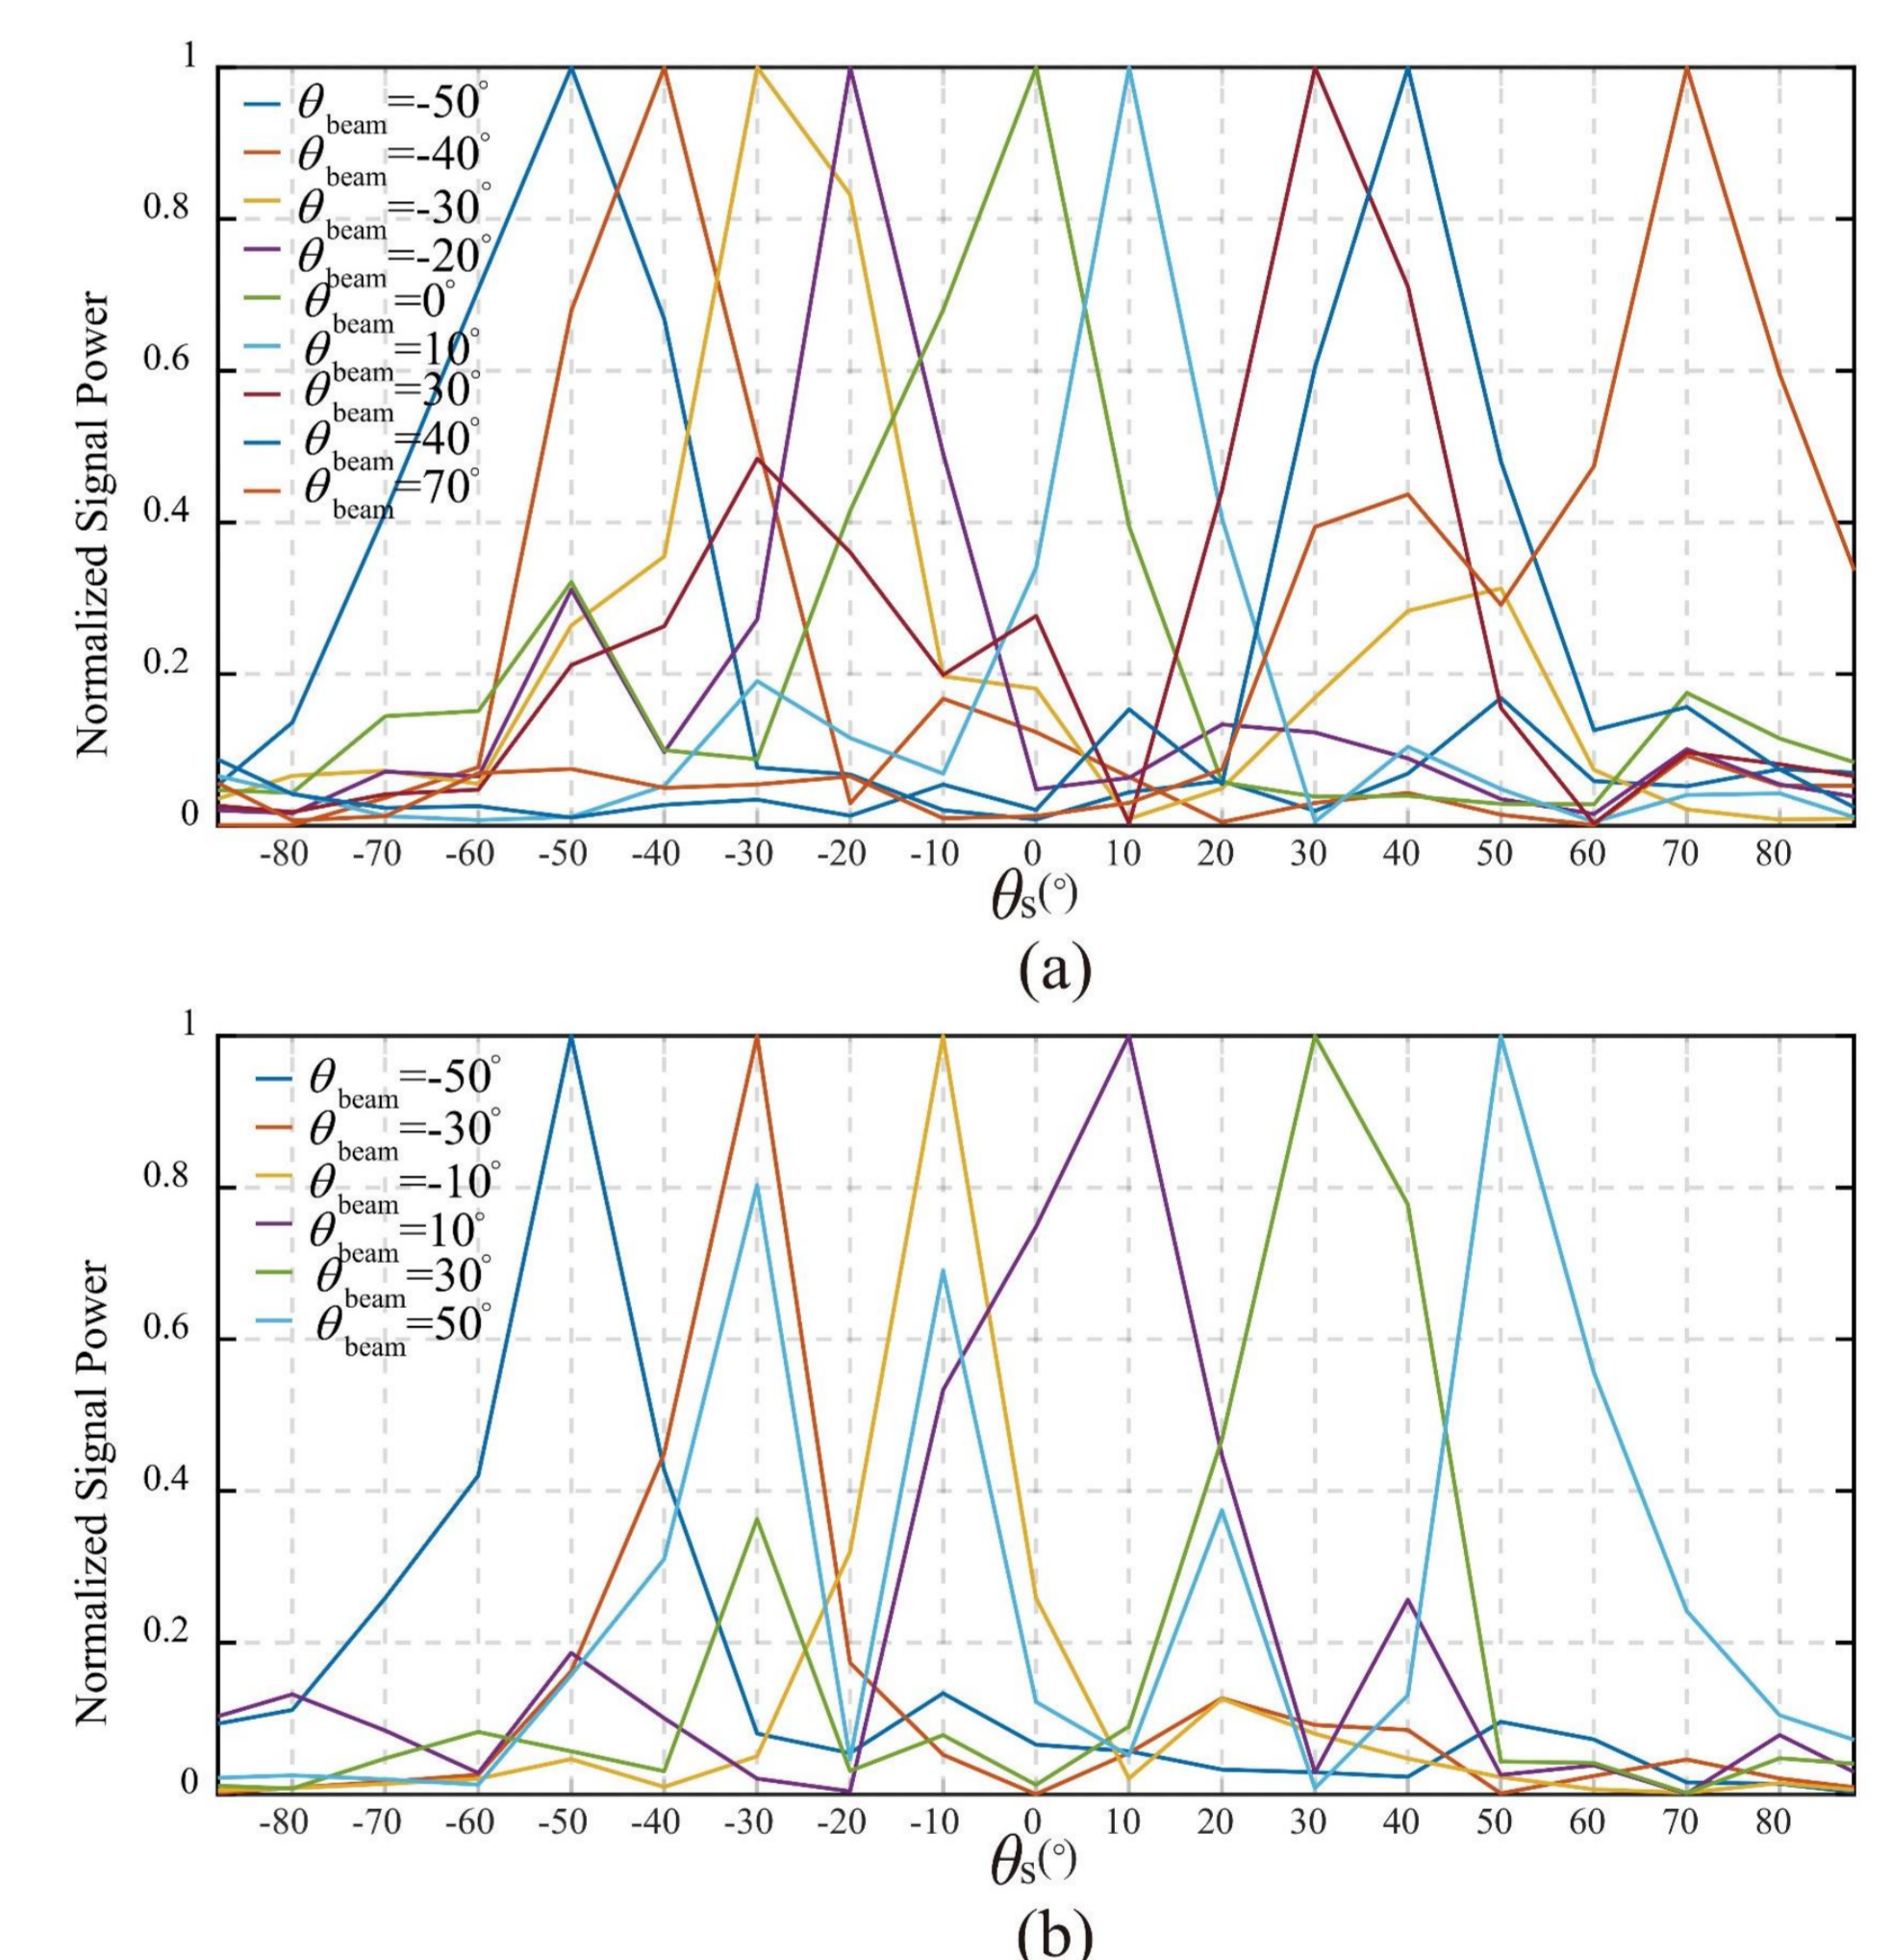 1
θbeam=-50°
θbeam=-40°
0.8
θbeam=-30°
θbeam=-20°
θbeam=0°
θbeam=10°
0.6
θbeam=30°
θbeam=40°
θbeam=70°
0.4
0.2
0
Normalized Signal Power
-80 -70 -60 -50 -40 -30 -20 -10 0 10 20 30 40 50 60 70 80
θs(°)
(a)
1
θbeam=-50°
θbeam=-30°
0.8
θbeam=-10°
θbeam=10°
θbeam=30°
0.6
θbeam=50°
0.4
0.2
0
Normalized Signal Power
-80 -70 -60 -50 -40 -30 -20 -10 0 10 20 30 40 50 60 70 80
θs(°)
(b)